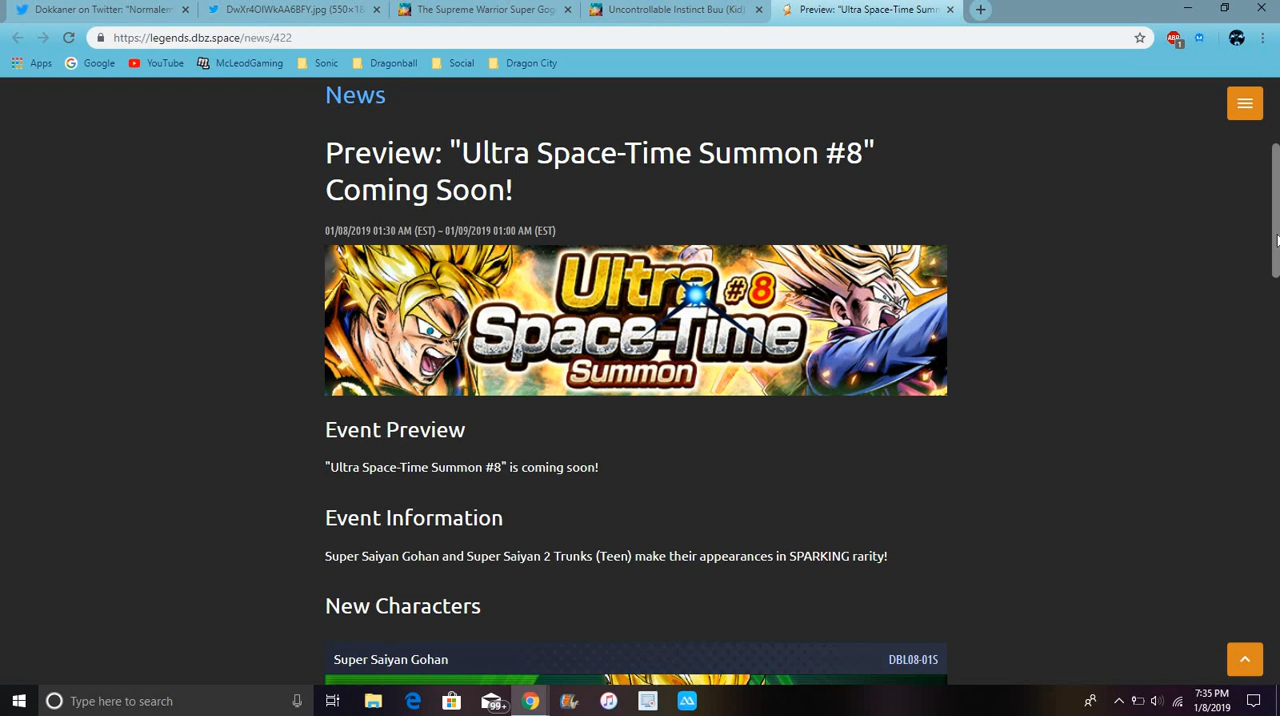 Dokkaner on Twitter: "Normalem
DwXr4OlWkAA6BFY.jpg (550×18
The Supreme Warrior Super Gog
Uncontrollable Instinct Buu (Kid)
Preview: "Ultra Space-Time Summ
https://legends.dbz.space/news/422
ABP
1
Apps
Google
YouTube
McLeodGaming
Sonic
Dragonball
Social
Dragon City
News
Preview: "Ultra Space-Time Summon #8"
Coming Soon!
01/08/2019 01:30 AM (EST) ~ 01/09/2019 01:00 AM (EST)
Ultra #8
Space-Time
Summon
Event Preview
"Ultra Space-Time Summon #8" is coming soon!
Event Information
Super Saiyan Gohan and Super Saiyan 2 Trunks (Teen) make their appearances in SPARKING rarity!
New Characters
Super Saiyan Gohan
DBL08-01S
Type here to search
99+
7:35 PM
1/8/2019